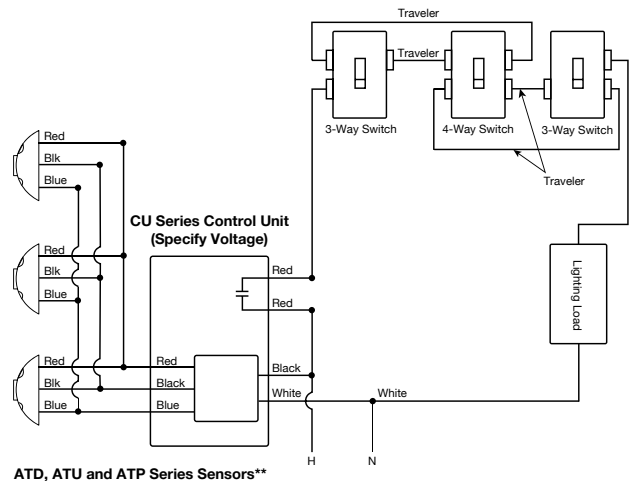 Traveler
Traveler
3-Way Switch
4-Way Switch
3-Way Switch
Traveler
Red
Blk
Blue
CU Series Control Unit
(Specify Voltage)
Red
Blk
Blue
Red
Red
Lighting Load
Red
Blk
Blue
Red
Black
Blue
Black
White
White
H
N
ATD, ATU and ATP Series Sensors**